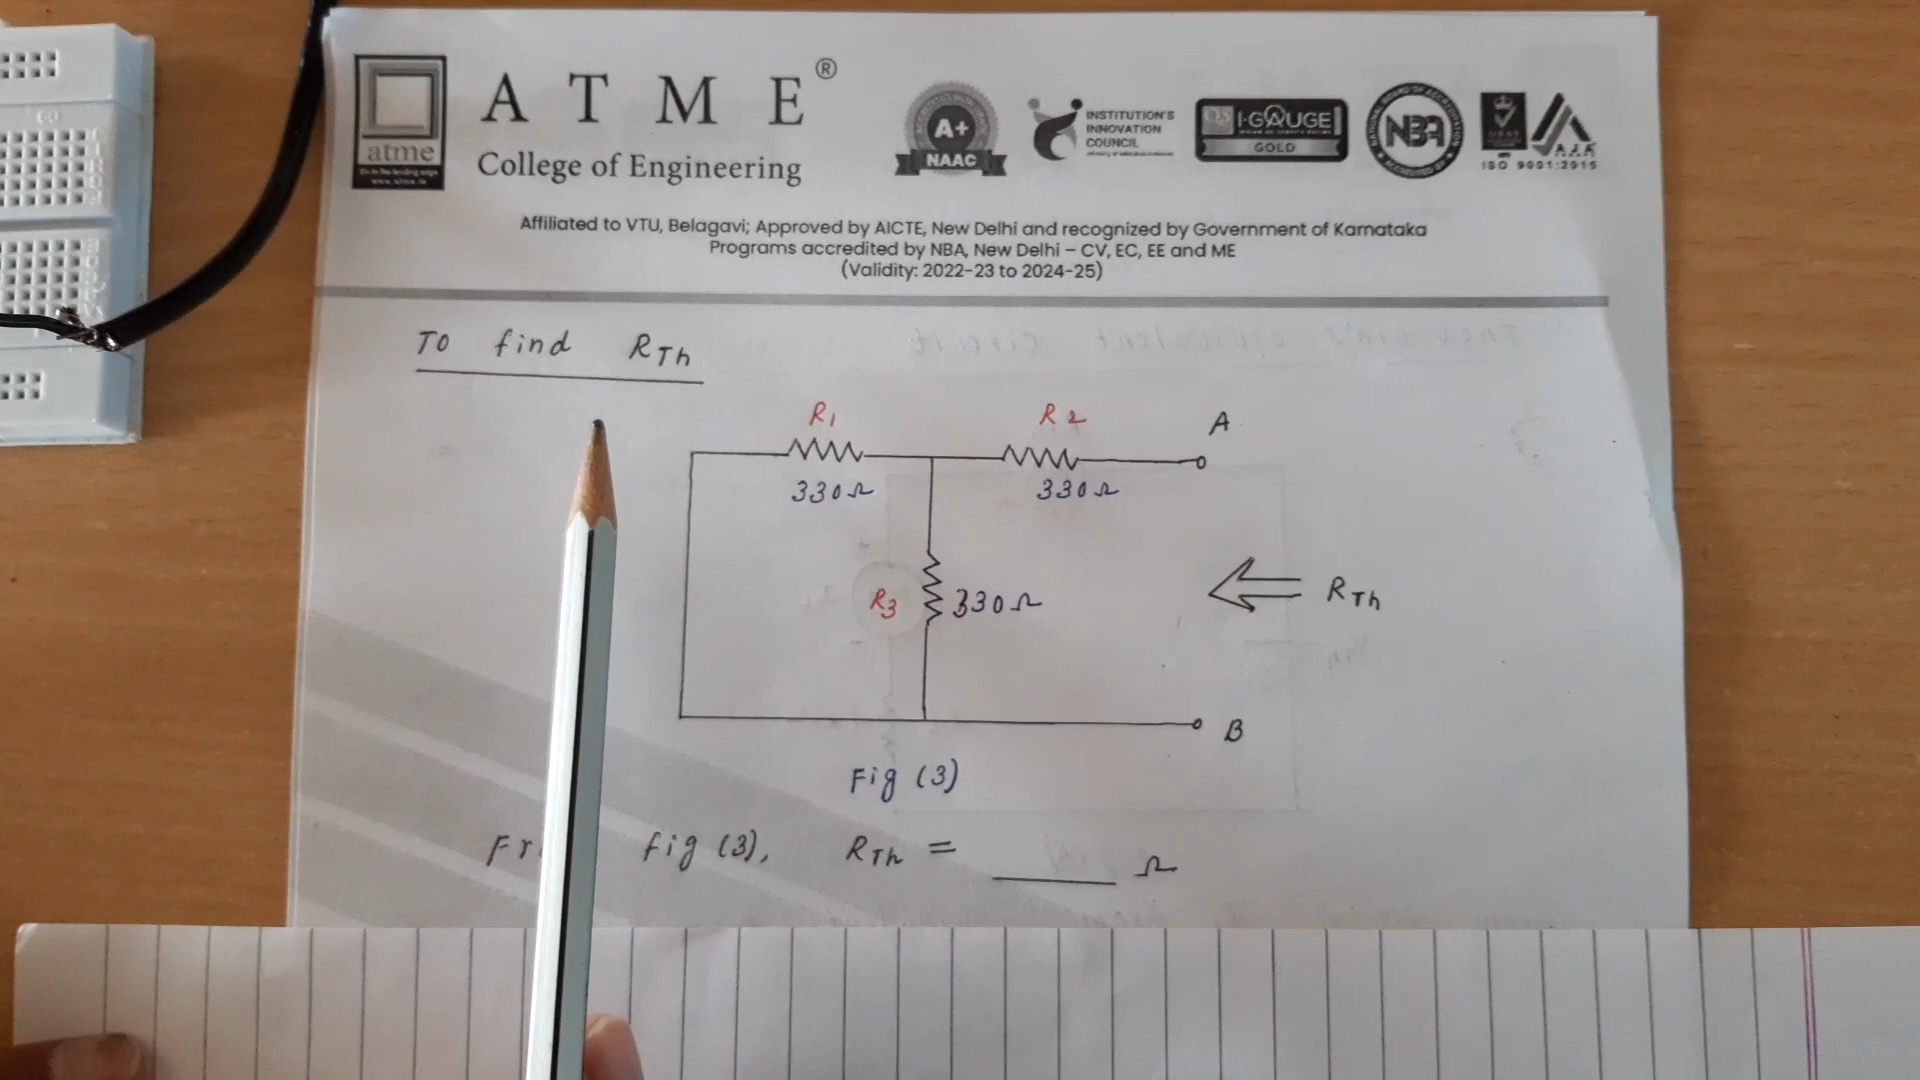 ATME®
College of Engineering
atme
A+
NAAC
INSTITUTION'S
INNOVATION
COUNCIL
QS I·GAUGE
GOLD
NBA
ISO 9001:2015
Affiliated to VTU, Belagavi; Approved by AICTE, New Delhi and recognized by Government of Karnataka
Programs accredited by NBA, New Delhi – CV, EC, EE and ME
(Validity: 2022-23 to 2024-25)
To find RTh
R1 R2 A
330Ω 330Ω
R3 330Ω RTh
B
Fig (3)
fig (3), RTh = ____ Ω